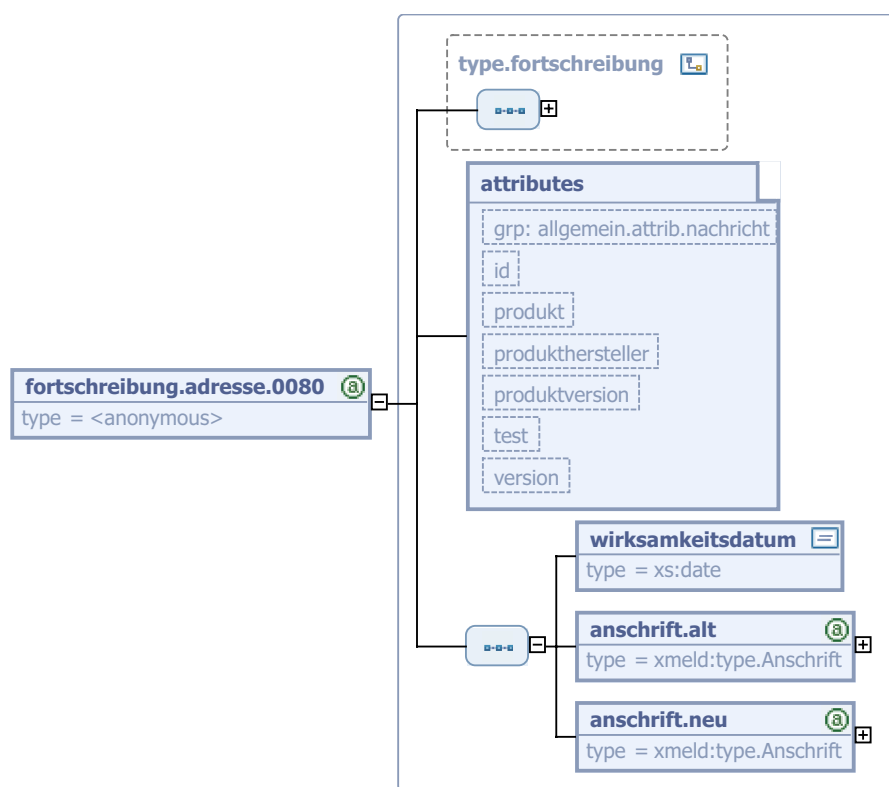 type.fortschreibung
attributes
grp: allgemein.attrib.nachricht
id
produkt
produkthersteller
produktversion
test
version
fortschreibung.adresse.0080
type = <anonymous>
wirksamkeitsdatum
type = xs:date
anschrift.alt
type = xmeld:type.Anschrift
anschrift.neu
type = xmeld:type.Anschrift